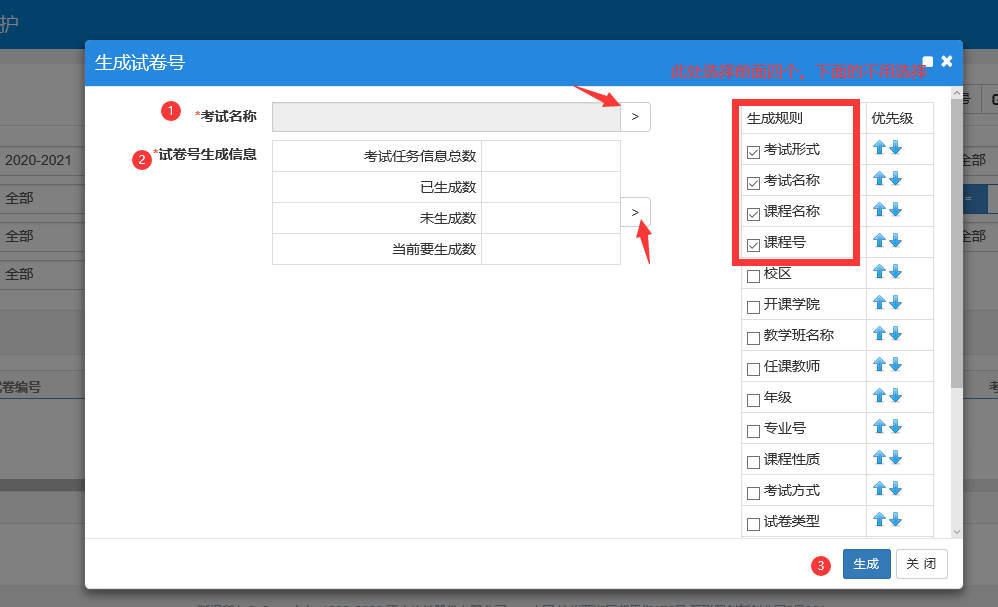 护
生成试卷号
此处选择前面四个，下面的不用选择
1
*考试名称
>
2
*试卷号生成信息
考试任务信息总数
已生成数
未生成数
当前要生成数
>
生成规则 优先级
考试形式
考试名称
课程名称
课程号
校区
开课学院
教学班名称
任课教师
年级
专业号
课程性质
考试方式
试卷类型
3
生成
关 闭
2020-2021
全部
全部
全部
卷编号
号
全部
=
全部
考